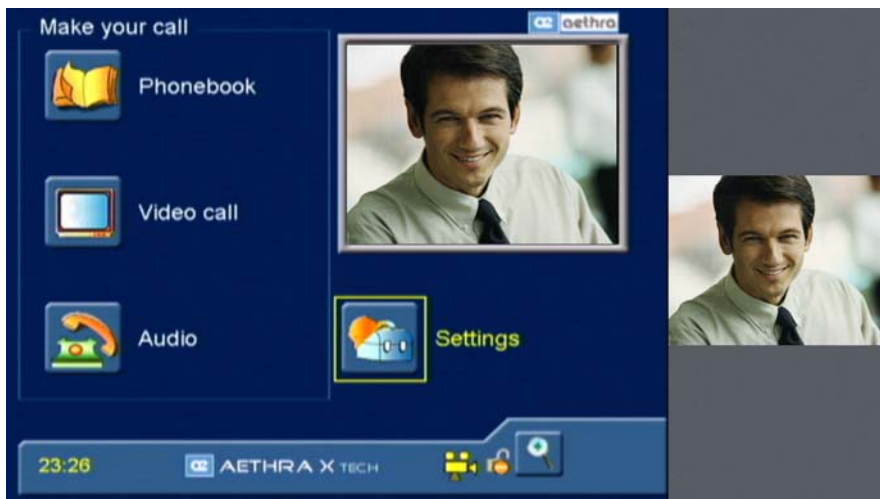 Make your call
aethra
Phonebook
Video call
Audio
Settings
23:26
AETHRA X TECH